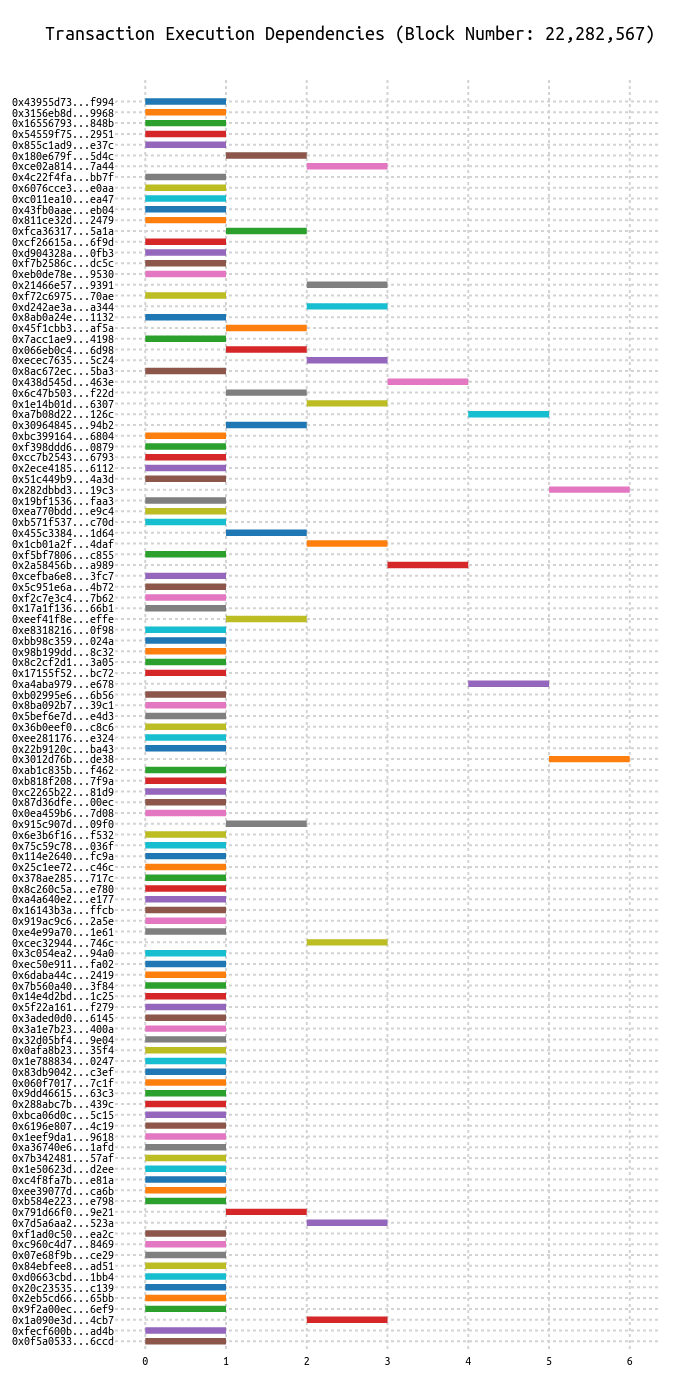 Transaction Execution Dependencies (Block Number: 22,282,567)
0x43955d73...f994
0x3156eb8d...9968
0x16556793...848b
0x54559f75...2951
0x855c1ad9...e37c
0x180e679f...5d4c
0xce02a814...7a44
0x4c22f4fa...bb7f
0x6076cce3...e0aa
0xc011ea10...ea47
0x43fb0aae...eb04
0x811ce32d...2479
0xfca36317...5a1a
0xcf26615a...6f9d
0xd904328a...0fb3
0xf7b2586c...dc5c
0xeb0de78e...9530
0x21466e57...9391
0xf72c6975...70ae
0xd242ae3a...a344
0x8ab0a24e...1132
0x45f1cbb3...af5a
0x7acc1ae9...4198
0x066eb0c4...6d98
0xecec7635...5c24
0x8ac672ec...5ba3
0x438d545d...463e
0x6c47b503...f22d
0x1e14b01d...6307
0xa7b08d22...126c
0x30964845...94b2
0xbc399164...6804
0xf398ddd6...0879
0xcc7b2543...6793
0x2ece4185...6112
0x51c449b9...4a3d
0x282dbbd3...19c3
0x19bf1536...faa3
0xea770bdd...e9c4
0xb571f537...c70d
0x455c3384...1d64
0x1cb01a2f...4daf
0xf5bf7806...c855
0x2a58456b...a989
0xcefba6e8...3fc7
0x5c951e6a...4b72
0xf2c7e3c4...7b62
0x17a1f136...66b1
0xeef41f8e...effe
0xe8318216...0f98
0xbb98c359...024a
0x98b199dd...8c32
0x8c2cf2d1...3a05
0x17155f52...bc72
0xa4aba979...e678
0xb02995e6...6b56
0x8ba092b7...39c1
0x5bef6e7d...e4d3
0x36b0eef0...c8c6
0xee281176...e324
0x22b9120c...ba43
0x3012d76b...de38
0xab1c835b...f462
0xb818f208...7f9a
0xc2265b22...81d9
0x87d36dfe...00ec
0x0ea459b6...7d08
0x915c907d...09f0
0x6e3b6f16...f532
0x75c59c78...036f
0x114e2640...fc9a
0x25c1ee72...c46c
0x378ae285...717c
0x8c260c5a...e780
0xa4a640e2...e177
0x16143b3a...ffcb
0x919ac9c6...2a5e
0xe4e99a70...1e61
0xcec32944...746c
0x3c054ea2...94a0
0xec50e911...fa02
0x6daba44c...2419
0x7b560a40...3f84
0x14e4d2bd...1c25
0x5f22a161...f279
0x3aded0d0...6145
0x3a1e7b23...400a
0x32d05bf4...9e04
0x0afa8b23...35f4
0x1e788834...0247
0x83db9042...c3ef
0x060f7017...7c1f
0x9dd46615...63c3
0x288abc7b...439c
0xbca06d0c...5c15
0x6196e807...4c19
0x1eef9da1...9618
0xa36740e6...1afd
0x7b342481...57af
0x1e50623d...d2ee
0xc4f8fa7b...e81a
0xee39077d...ca6b
0xb584e223...e798
0x791d66f0...9e21
0x7d5a6aa2...523a
0xf1ad0c50...ea2c
0xc960c4d7...8469
0x07e68f9b...ce29
0x84ebfee8...ad51
0xd0663cbd...1bb4
0x20c23535...c139
0x2eb5cd66...65bb
0x9f2a00ec...6ef9
0x1a090e3d...4cb7
0xfecf600b...ad4b
0x0f5a0533...6ccd
0 1 2 3 4 5 6